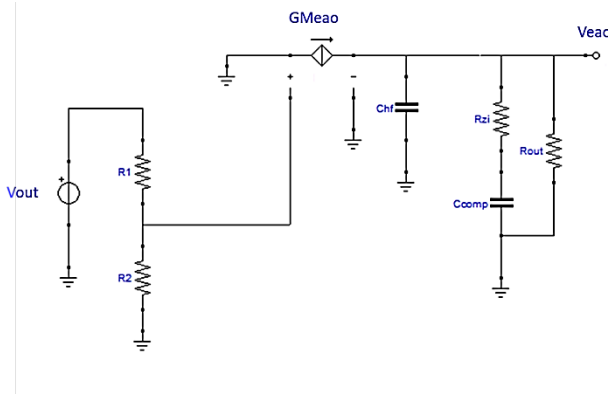 GMeao
Veao
+
-
Chf
Rzi
Rout
+
R1
Vout
Ccomp
R2